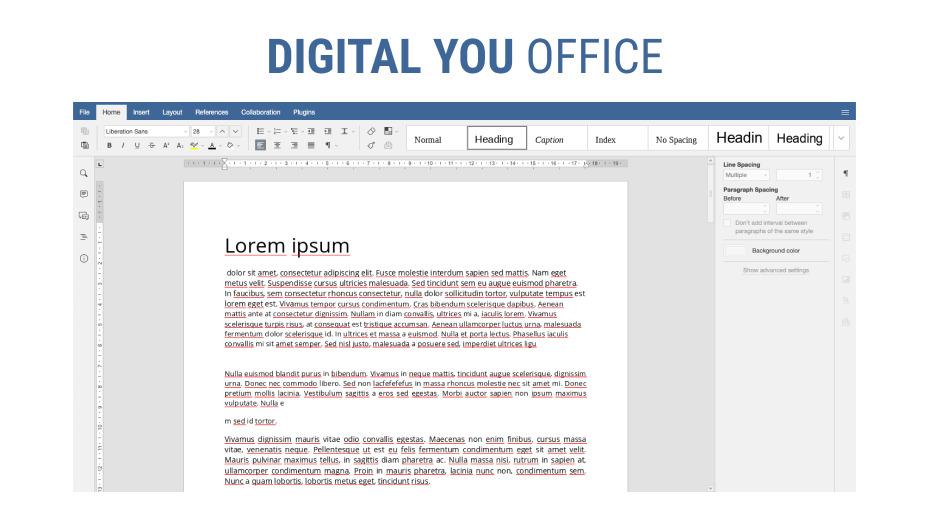 DIGITAL YOU OFFICE
File Home Insert Layout References Collaboration Plugins
Liberation Sans 28
Normal Heading Caption Index No Spacing Headin Heading
Line Spacing
Multiple 1
Paragraph Spacing
Before After
Don't add interval between
paragraphs of the same style
Background color
Show advanced settings
Lorem ipsum
dolor sit amet, consectetur adipiscing elit. Fusce molestie interdum sapien sed mattis. Nam eget
metus velit. Suspendisse cursus ultricies malesuada. Sed tincidunt sem eu augue euismod pharetra.
In faucibus, sem consectetur rhoncus consectetur, nulla dolor sollicitudin tortor, vulputate tempus est
lorem eget est. Vivamus tempor cursus condimentum. Cras bibendum scelerisque dapibus. Aenean
mattis ante at consectetur dignissim. Nullam in diam convallis, ultrices mi a, iaculis lorem. Vivamus
scelerisque turpis risus, at consequat est tristique accumsan. Aenean ullamcorper luctus urna, malesuada
fermentum dolor scelerisque id. In ultrices et massa a euismod. Nulla et porta lectus. Phasellus iaculis
convallis mi sit amet semper. Sed nisl justo, malesuada a posuere sed, imperdiet ultrices ligu
Nulla euismod blandit purus in bibendum. Vivamus in neque mattis, tincidunt augue scelerisque, dignissim
urna. Donec nec commodo libero. Sed non lacfefefefus in massa rhoncus molestie nec sit amet mi. Donec
pretium mollis lacinia. Vestibulum sagittis a eros sed egestas. Morbi auctor sapien non ipsum maximus
vulputate. Nulla e
m sed id tortor.
Vivamus dignissim mauris vitae odio convallis egestas. Maecenas non enim finibus, cursus massa
vitae, venenatis neque. Pellentesque ut est eu felis fermentum condimentum eget sit amet velit.
Mauris pulvinar maximus tellus, in sagittis diam pharetra ac. Nulla massa nisi, rutrum in sapien at,
ullamcorper condimentum magna. Proin in mauris pharetra, lacinia nunc non, condimentum sem.
Nunc a quam lobortis, lobortis metus eget, tincidunt risus.